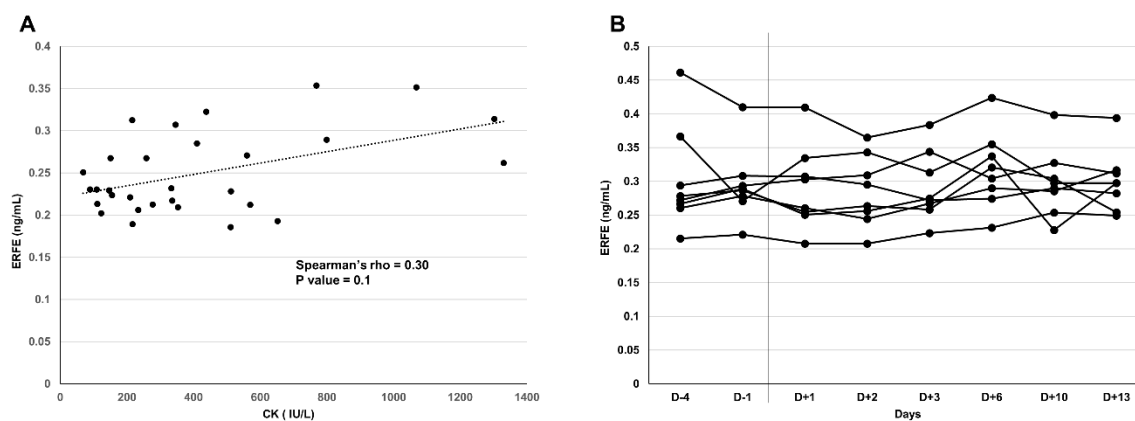 A
0.4
0.35
0.3
0.25
0.2
0.15
0.1
0.05
0
ERFE (ng/mL)
Spearman's rho = 0.30
P value = 0.1
0 200 400 600 800 1000 1200 1400
CK ( IU/L)
B
0.5
0.45
0.4
0.35
0.3
0.25
0.2
0.15
0.1
0.05
0
ERFE (ng/mL)
D-4 D-1 D+1 D+2 D+3 D+6 D+10 D+13
Days